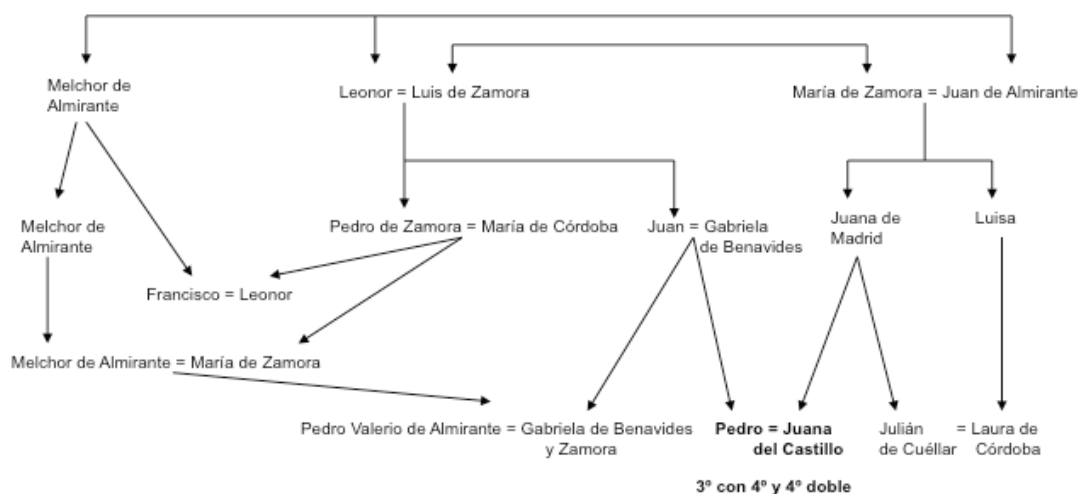 Melchor de
Almirante
Leonor = Luis de Zamora
María de Zamora = Juan de Almirante
Melchor de
Almirante
Pedro de Zamora = María de Córdoba
Juan = Gabriela
de Benavides
Juana de
Madrid
Luisa
Francisco = Leonor
Melchor de Almirante = María de Zamora
Pedro Valerio de Almirante = Gabriela de Benavides
y Zamora
Pedro = Juana
del Castillo
Julián
de Cuéllar
= Laura de
Córdoba
3º con 4º y 4º doble